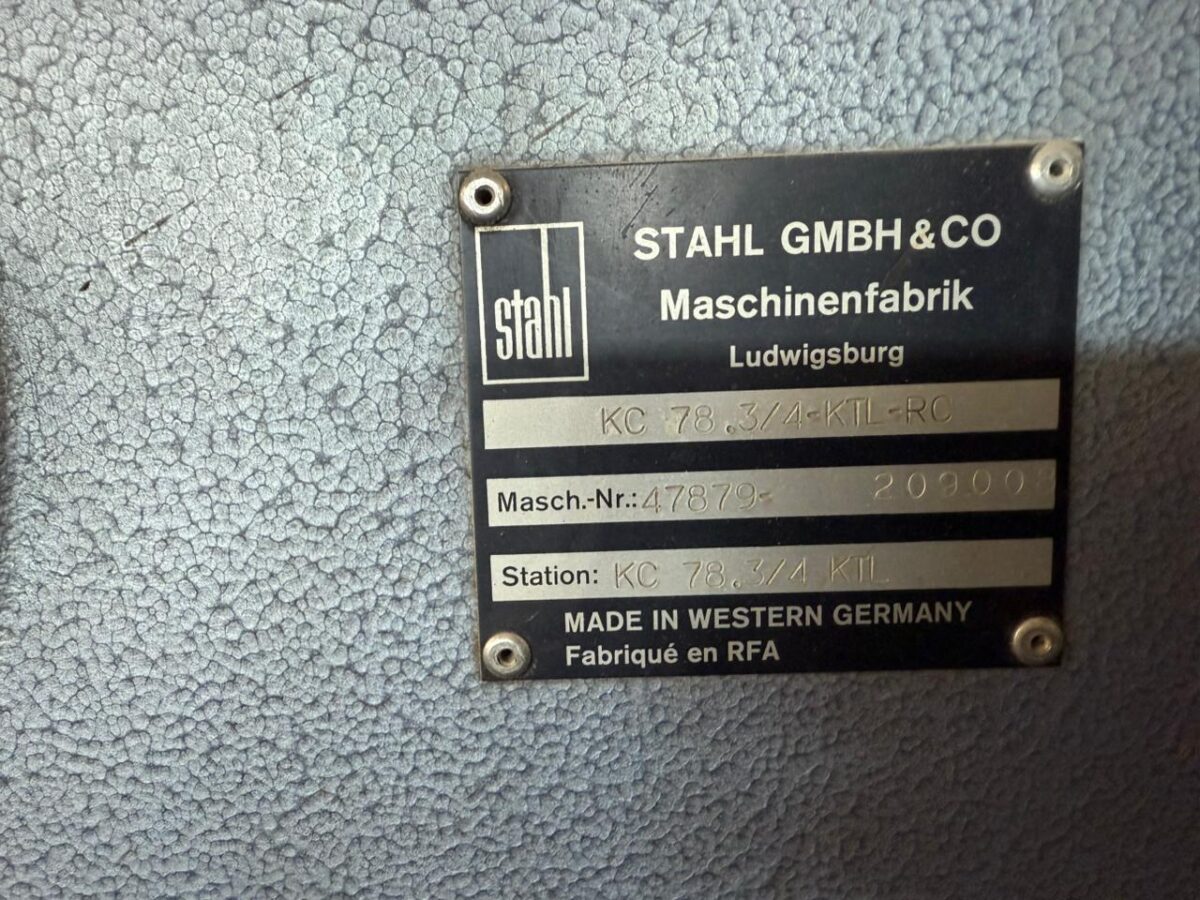 stahl
STAHL GMBH & CO
Maschinenfabrik
Ludwigsburg
KC 78.3/4-KTL-RC
Masch.-Nr.: 47879-
Station: KC 78.3/4 KTL
MADE IN WESTERN GERMANY
Fabriqué en RFA